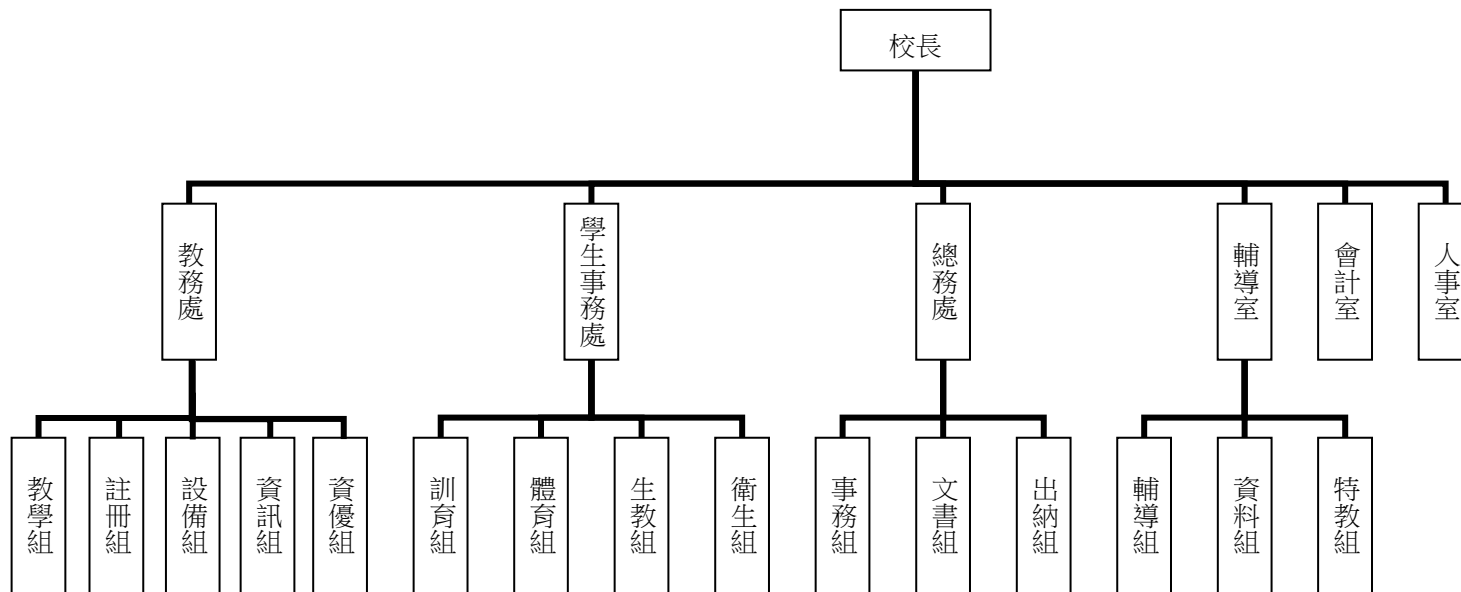 校長
教務處
學生事務處
總務處
輔導室
會計室
人事室
教學組
註冊組
設備組
資訊組
資優組
訓育組
體育組
生教組
衛生組
事務組
文書組
出納組
輔導組
資料組
特教組